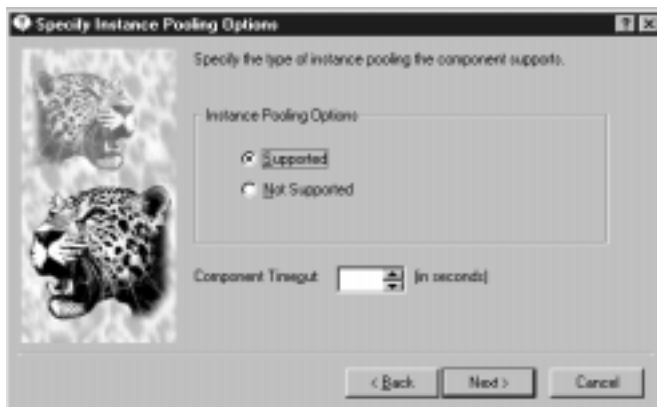 Specify Instance Pooling Options
Specify the type of instance pooling the component supports.
Instance Pooling Options
Supported
Not Supported
Component Timeout (in seconds)
< Back Next > Cancel